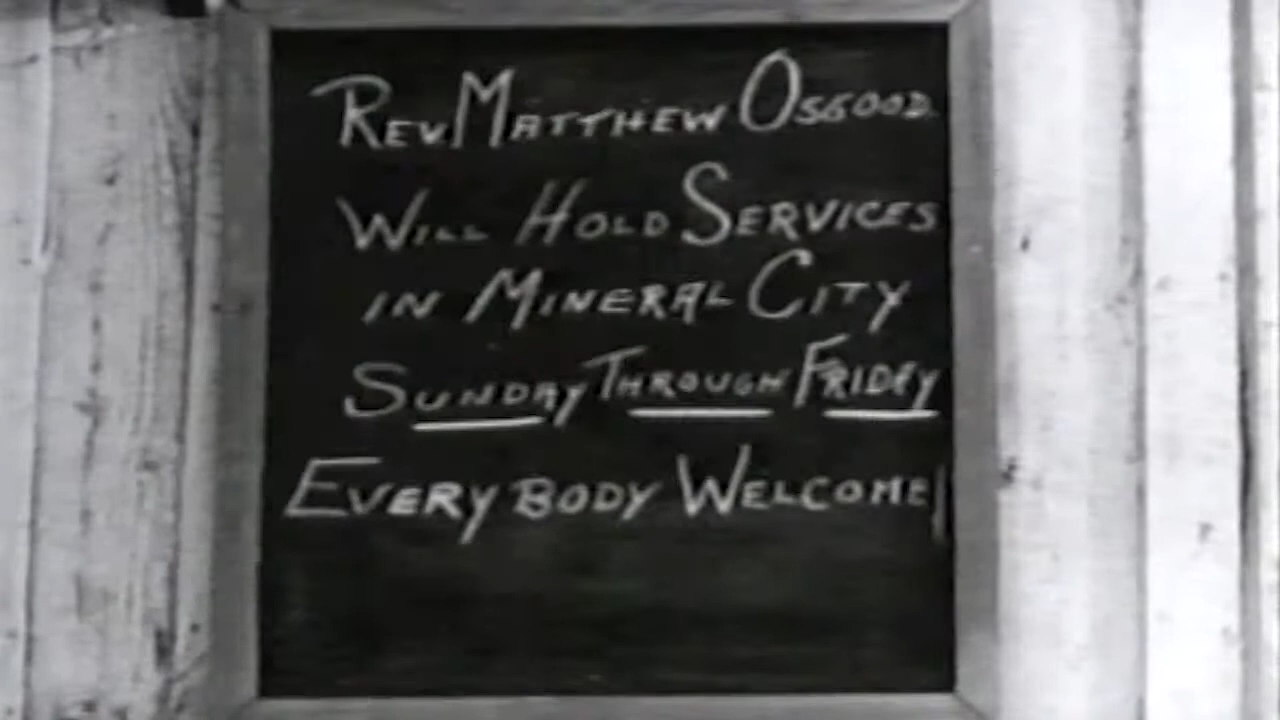 REV. MATTHEW OSGOOD.
WILL HOLD SERVICES
IN MINERAL CITY
SUNDAY THROUGH FRIDAY
EVERY BODY WELCOME!